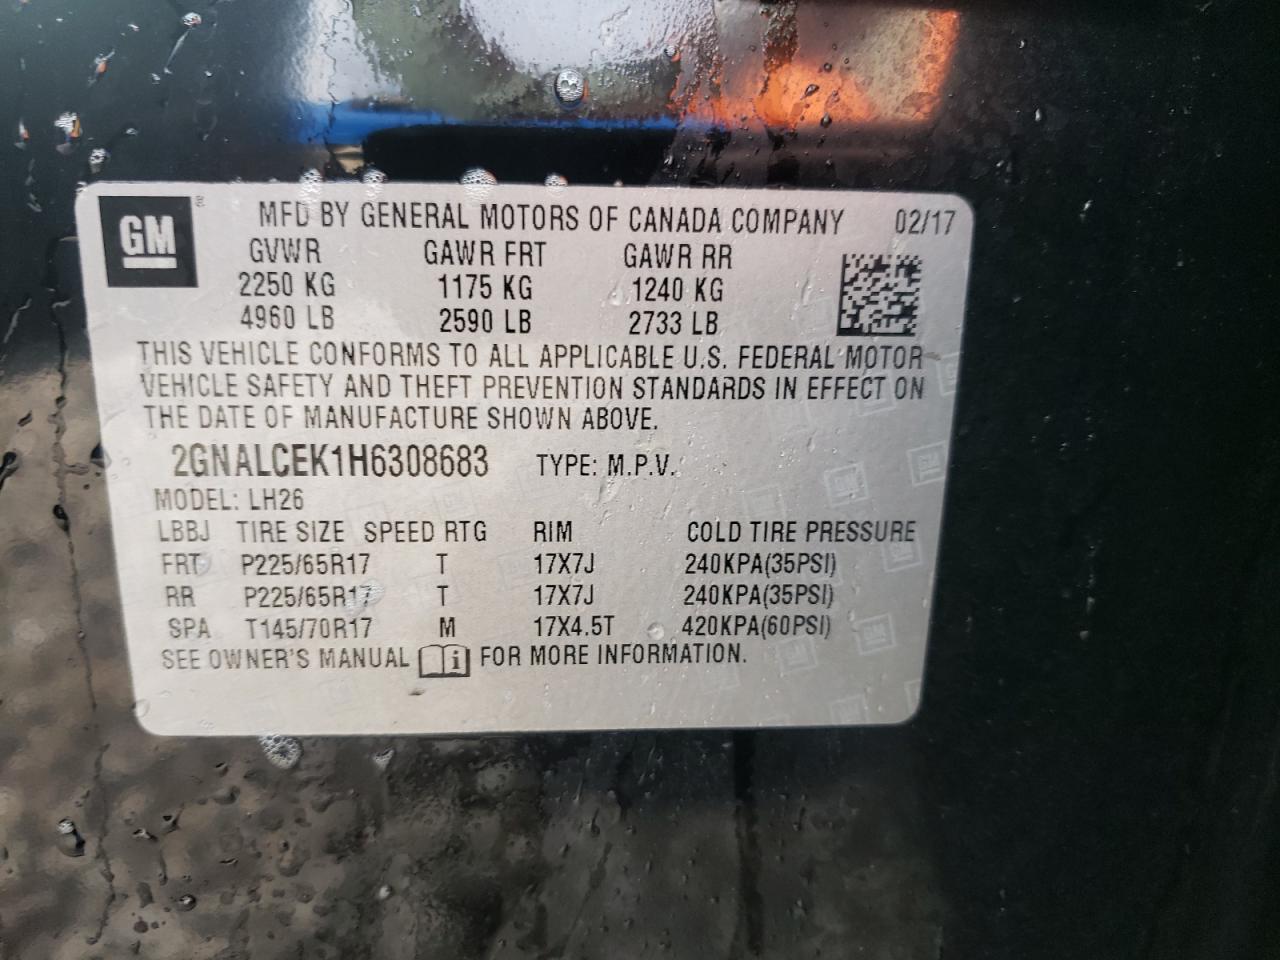 GM ® MFD BY GENERAL MOTORS OF CANADA COMPANY 02/17
GVWR GAWR FRT GAWR RR
2250 KG 1175 KG 1240 KG
4960 LB 2590 LB 2733 LB
THIS VEHICLE CONFORMS TO ALL APPLICABLE U.S. FEDERAL MOTOR
VEHICLE SAFETY AND THEFT PREVENTION STANDARDS IN EFFECT ON
THE DATE OF MANUFACTURE SHOWN ABOVE.
2GNALCEK1H6308683 TYPE: M.P.V.
MODEL: LH26
LBBJ TIRE SIZE SPEED RTG RIM COLD TIRE PRESSURE
FRT P225/65R17 T 17X7J 240KPA(35PSI)
RR P225/65R17 T 17X7J 240KPA(35PSI)
SPA T145/70R17 M 17X4.5T 420KPA(60PSI)
SEE OWNER'S MANUAL i FOR MORE INFORMATION.